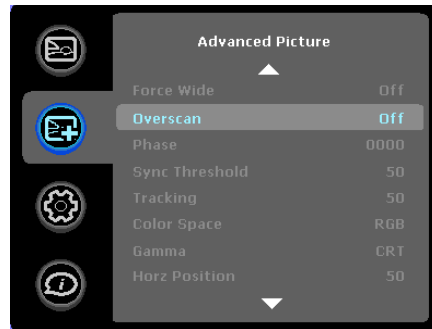 Advanced Picture
Force Wide Off
Overscan Off
Phase 0000
Sync Threshold 50
Tracking 50
Color Space RGB
Gamma CRT
Horz Position 50